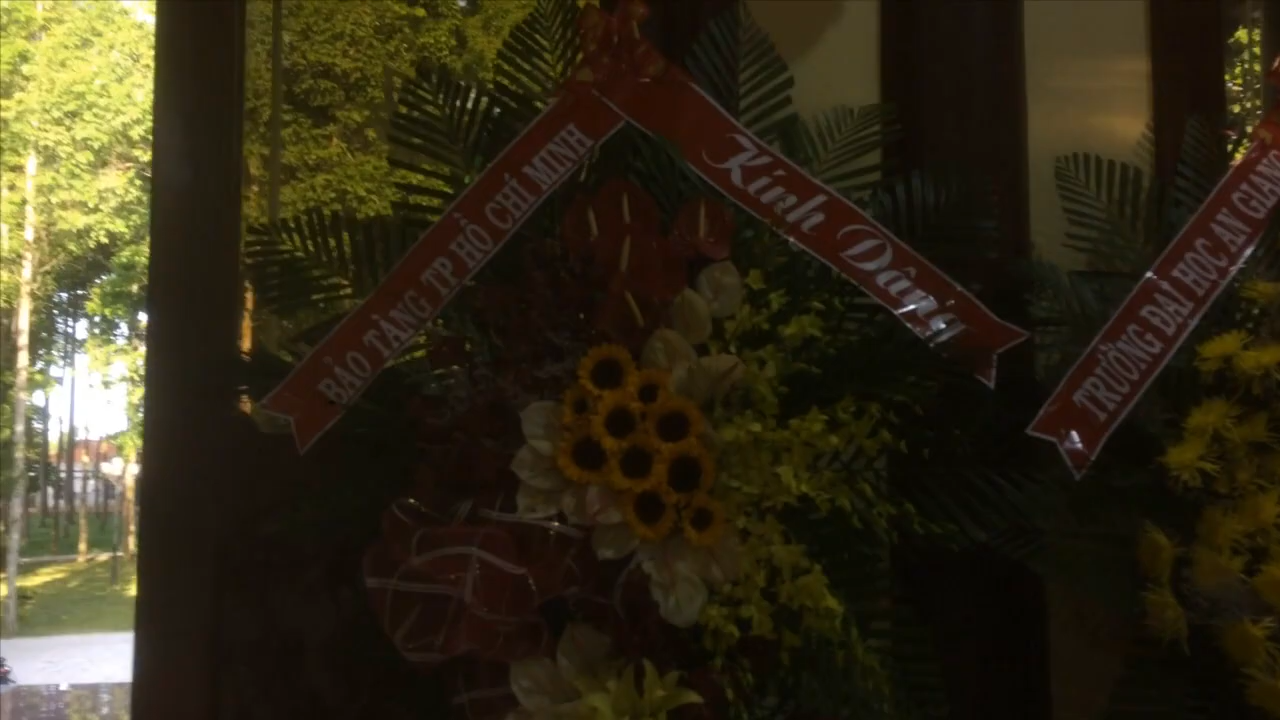 BẢO TÀNG TP HỒ CHÍ MINH
Kính Dâng
TRƯỜNG ĐẠI HỌC AN GIANG